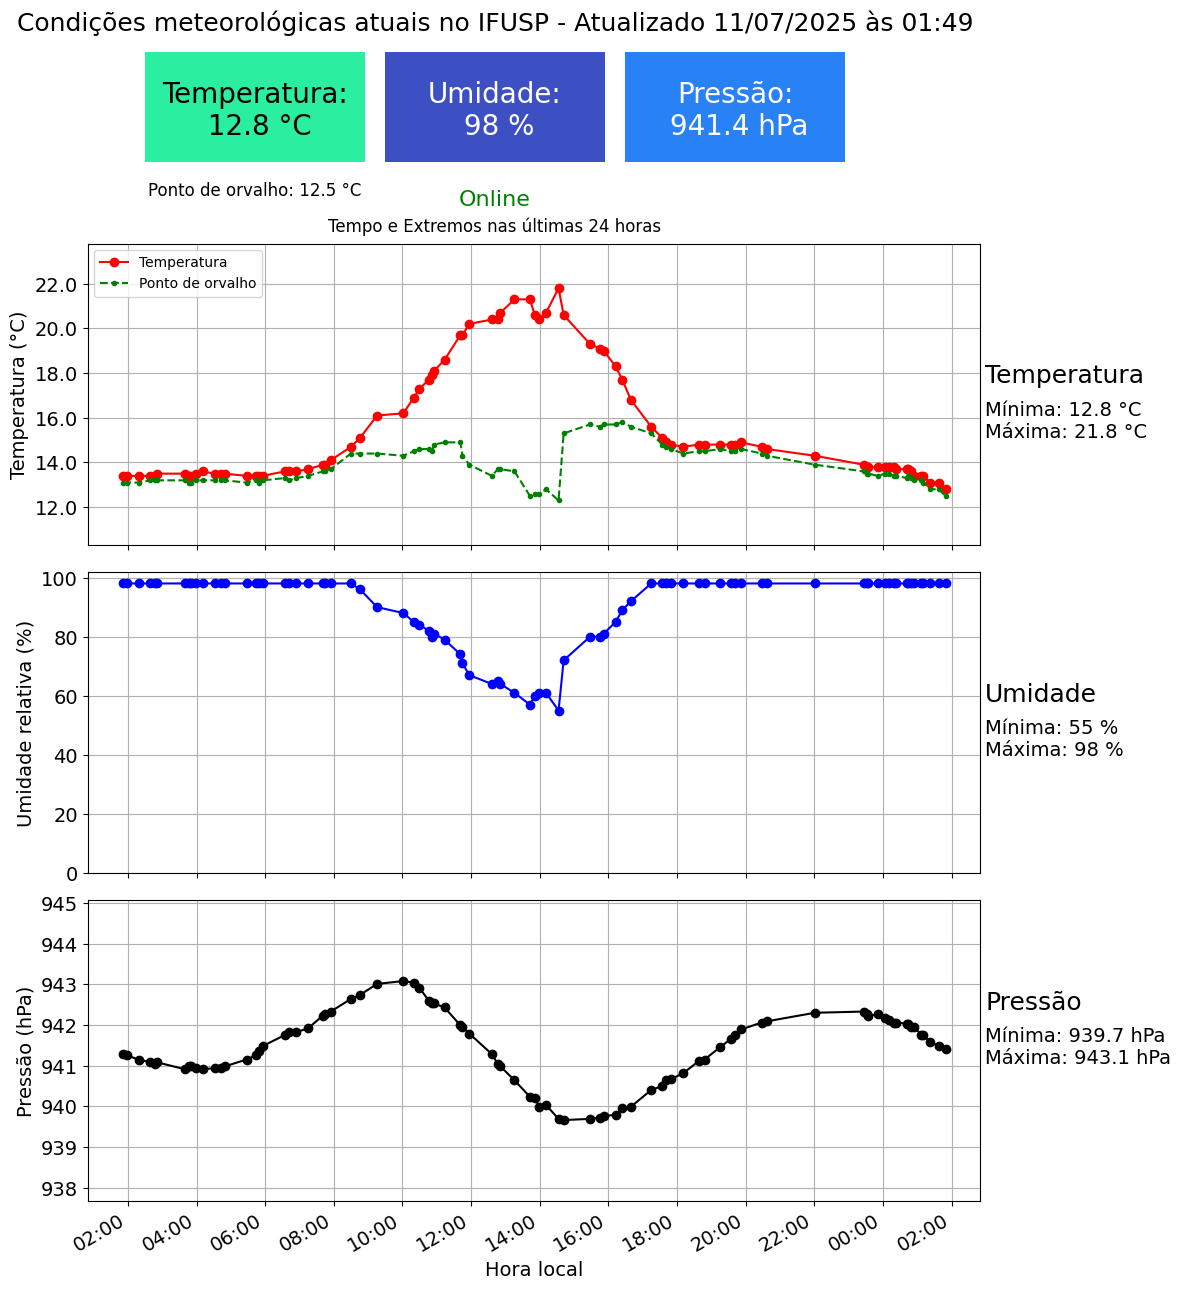 Condições meteorológicas atuais no IFUSP - Atualizado 11/07/2025 às 01:49
Temperatura:
12.8 °C
Umidade:
98 %
Pressão:
941.4 hPa
Ponto de orvalho: 12.5 °C
Online
Tempo e Extremos nas últimas 24 horas
Temperatura
Ponto de orvalho
Temperatura (°C)
22.0
20.0
18.0
16.0
14.0
12.0
Temperatura
Mínima: 12.8 °C
Máxima: 21.8 °C
Umidade relativa (%)
100
80
60
40
20
0
Umidade
Mínima: 55 %
Máxima: 98 %
Pressão (hPa)
945
944
943
942
941
940
939
938
Pressão
Mínima: 939.7 hPa
Máxima: 943.1 hPa
02:00 04:00 06:00 08:00 10:00 12:00 14:00 16:00 18:00 20:00 22:00 00:00 02:00
Hora local